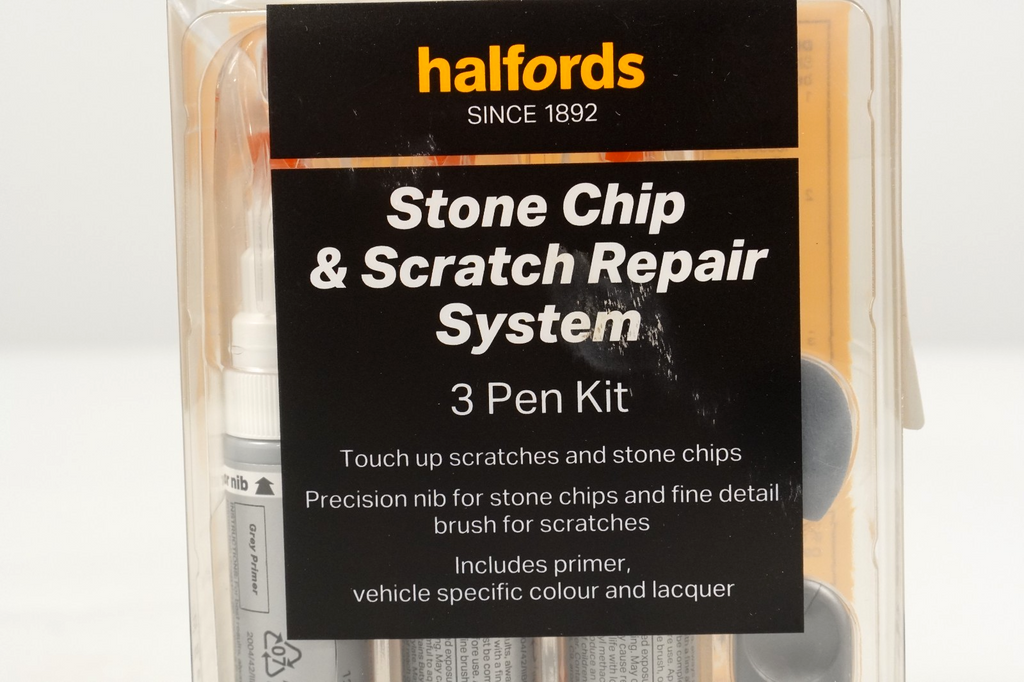 halfords
SINCE 1892
Stone Chip
& Scratch Repair
System
3 Pen Kit
Touch up scratches and stone chips
Precision nib for stone chips and fine detail
brush for scratches
Includes primer,
vehicle specific colour and lacquer
nib
Grey Primer